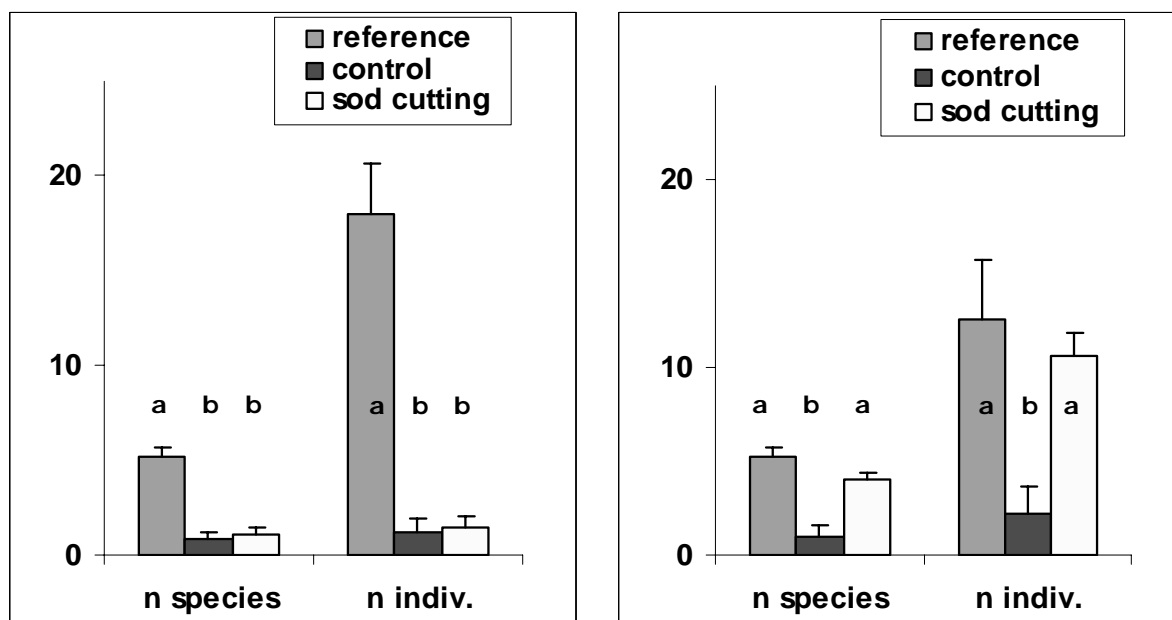 reference
control
sod cutting
20
10
a b b a b b
0
n species n indiv.
reference
control
sod cutting
20
10
a b a a b a
0
n species n indiv.